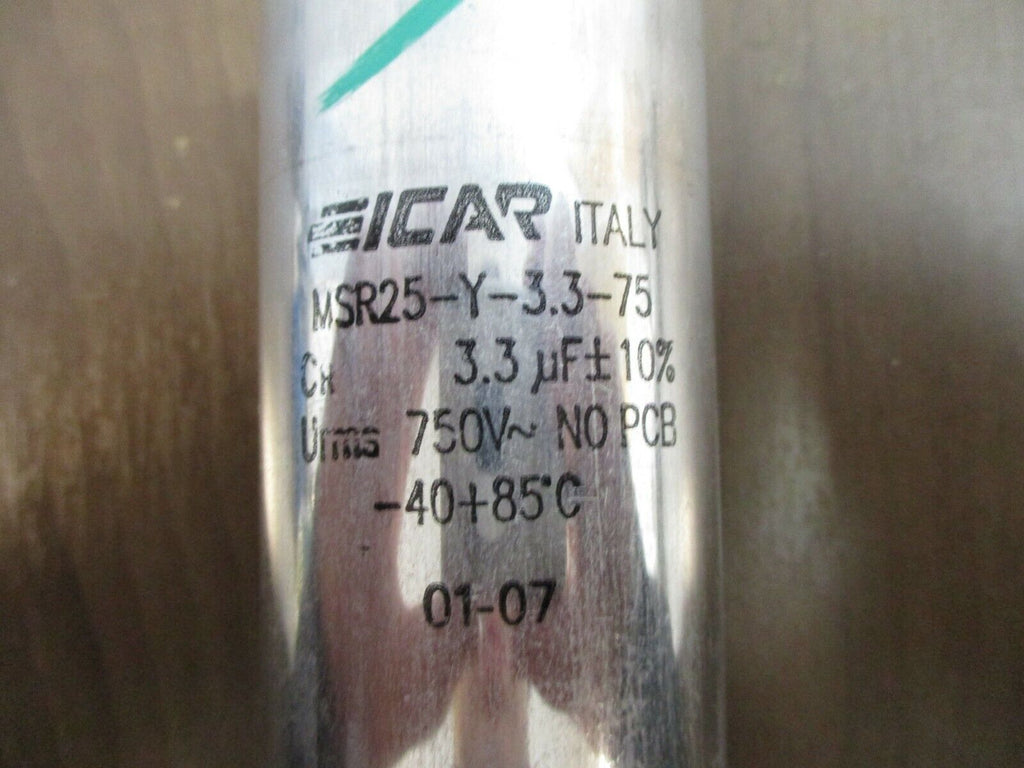 ICAR ITALY
MSR25-Y-3.3-75
CN 3.3 µF±10%
Urms 750V~ NO PCB
-40+85°C
01-07